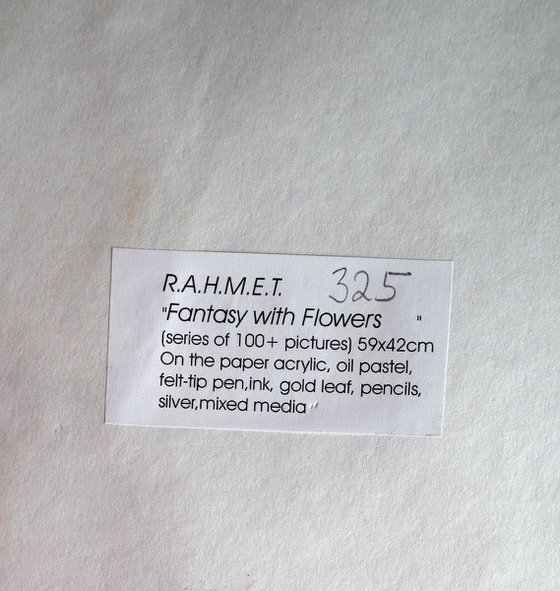 R.A.H.M.E.T. 325
"Fantasy with Flowers "
(series of 100+ pictures) 59x42cm
On the paper acrylic, oil pastel,
felt-tip pen,ink, gold leaf, pencils,
silver,mixed media